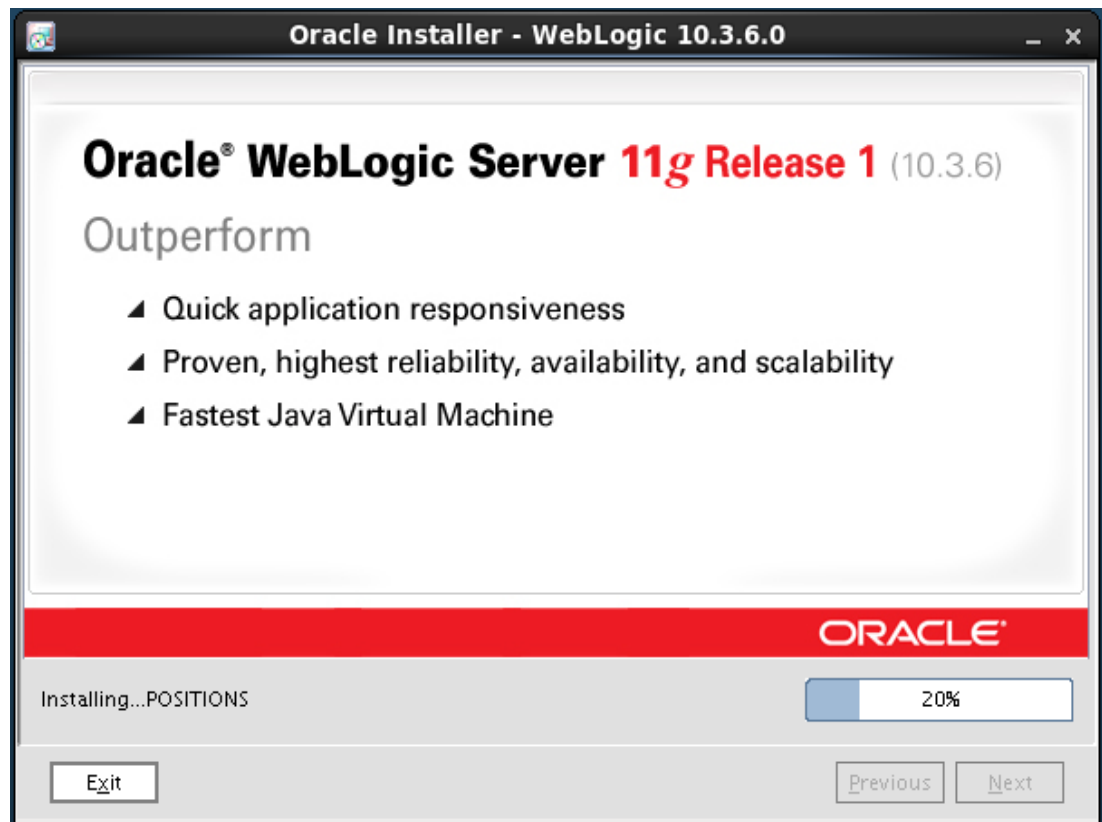 Oracle Installer - WebLogic 10.3.6.0
Oracle® WebLogic Server 11g Release 1 (10.3.6)
Outperform
Quick application responsiveness
Proven, highest reliability, availability, and scalability
Fastest Java Virtual Machine
ORACLE®
Installing...POSITIONS 20%
Exit Previous Next